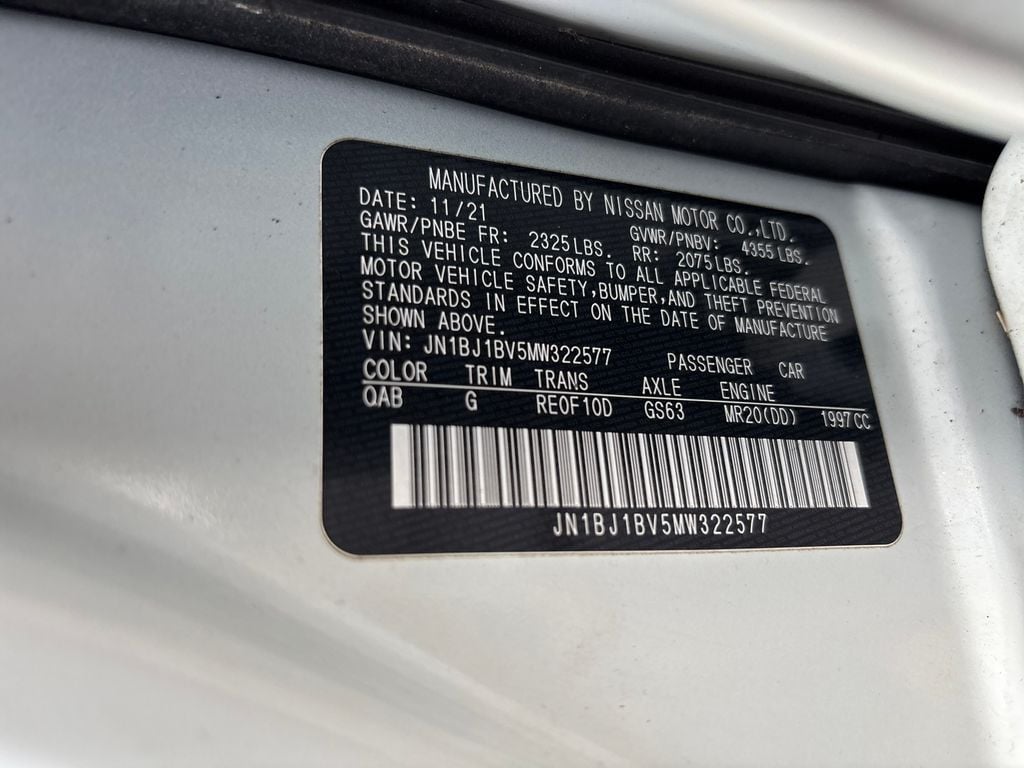 MANUFACTURED BY NISSAN MOTOR CO.,LTD.
DATE: 11/21 GVWR/PNBV: 4355LBS.
GAWR/PNBE FR: 2325LBS. RR: 2075LBS.
THIS VEHICLE CONFORMS TO ALL APPLICABLE FEDERAL
MOTOR VEHICLE SAFETY,BUMPER,AND THEFT PREVENTION
STANDARDS IN EFFECT ON THE DATE OF MANUFACTURE
SHOWN ABOVE.
VIN: JN1BJ1BV5MW322577 PASSENGER CAR
COLOR TRIM TRANS AXLE ENGINE
QAB G REOF10D GS63 MR20(DD) 1997CC
JN1BJ1BV5MW322577